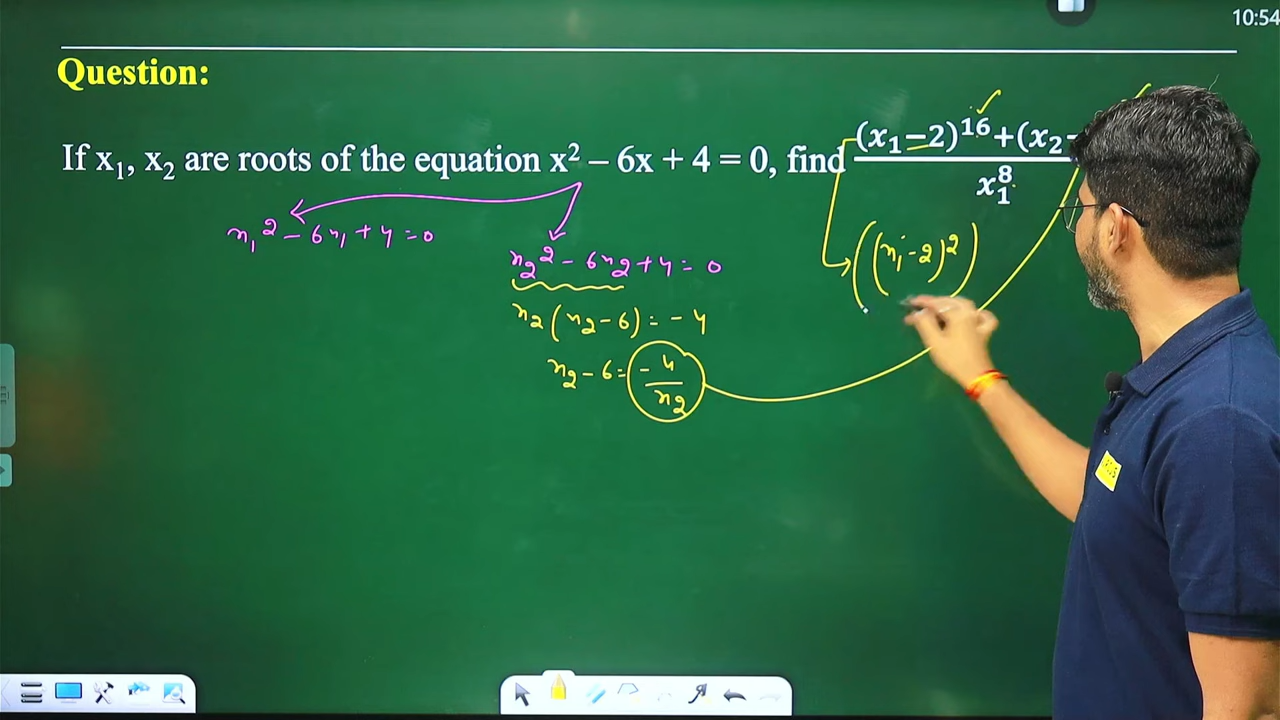 10:54
Question:
If x₁, x₂ are roots of the equation x² – 6x + 4 = 0, find (x₁−2)¹⁶+(x₂−
x₁⁸
x₁² − 6x₁ + 4 = 0
x₂² − 6x₂ + 4 = 0
((x₁ − 2)²)
x₂(x₂ − 6) = − 4
x₂ − 6 = − 4/x₂